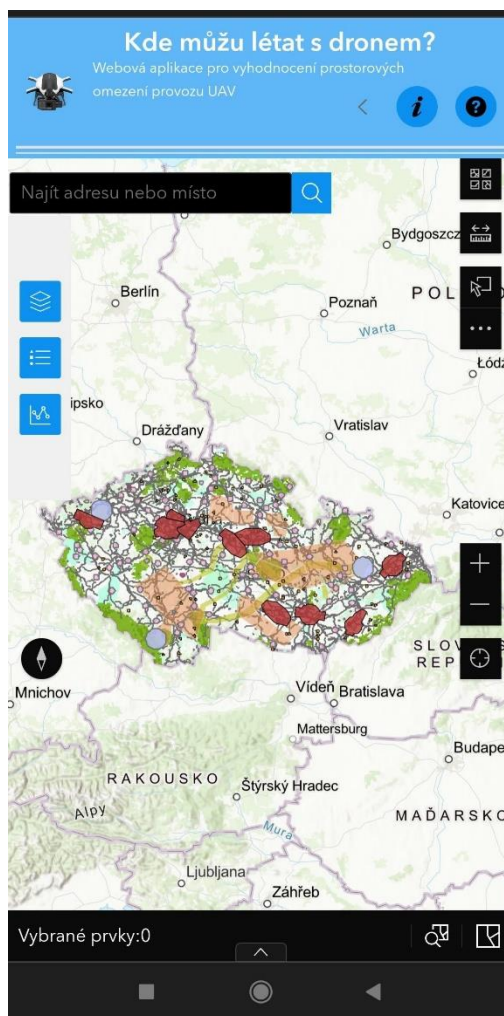 Kde můžu létat s dronem?
Webová aplikace pro vyhodnocení prostorových
omezení provozu UAV
Najít adresu nebo místo
Bydgoszcz
Berlín
Poznaň
POL
Warta
Łódź
ipsko
Drážďany
Vratislav
Katovice
SLOV
REP
Mnichov
Vídeň
Bratislava
Mattersburg
Budape
RAKOUSKO
Štýrský Hradec
MAĎARSKO
Alpy
Mura
Ljubljana
Záhřeb
Vybrané prvky:0